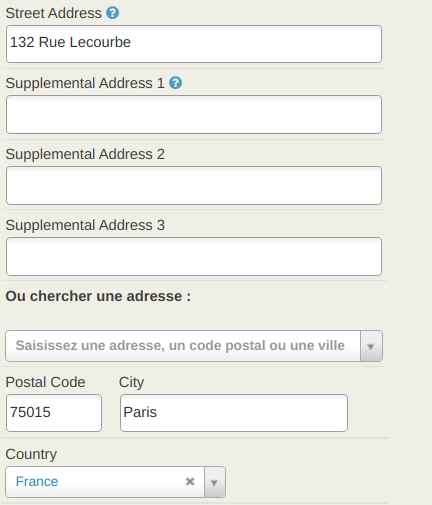 Street Address ?
132 Rue Lecourbe
Supplemental Address 1 ?
Supplemental Address 2
Supplemental Address 3
Ou chercher une adresse :
Saisissez une adresse, un code postal ou une ville
Postal Code City
75015 Paris
Country
France